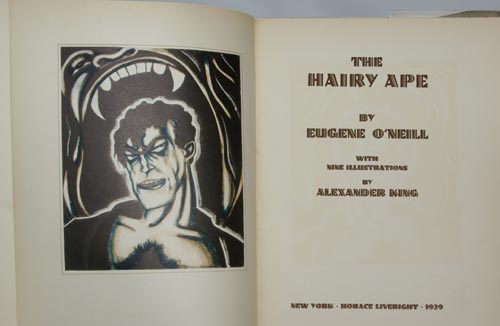 THE
HAIRY APE
BY
EUGENE O'NEILL
WITH
NINE ILLUSTRATIONS
BY
ALEXANDER KING
NEW YORK · HORACE LIVERIGHT · 1929